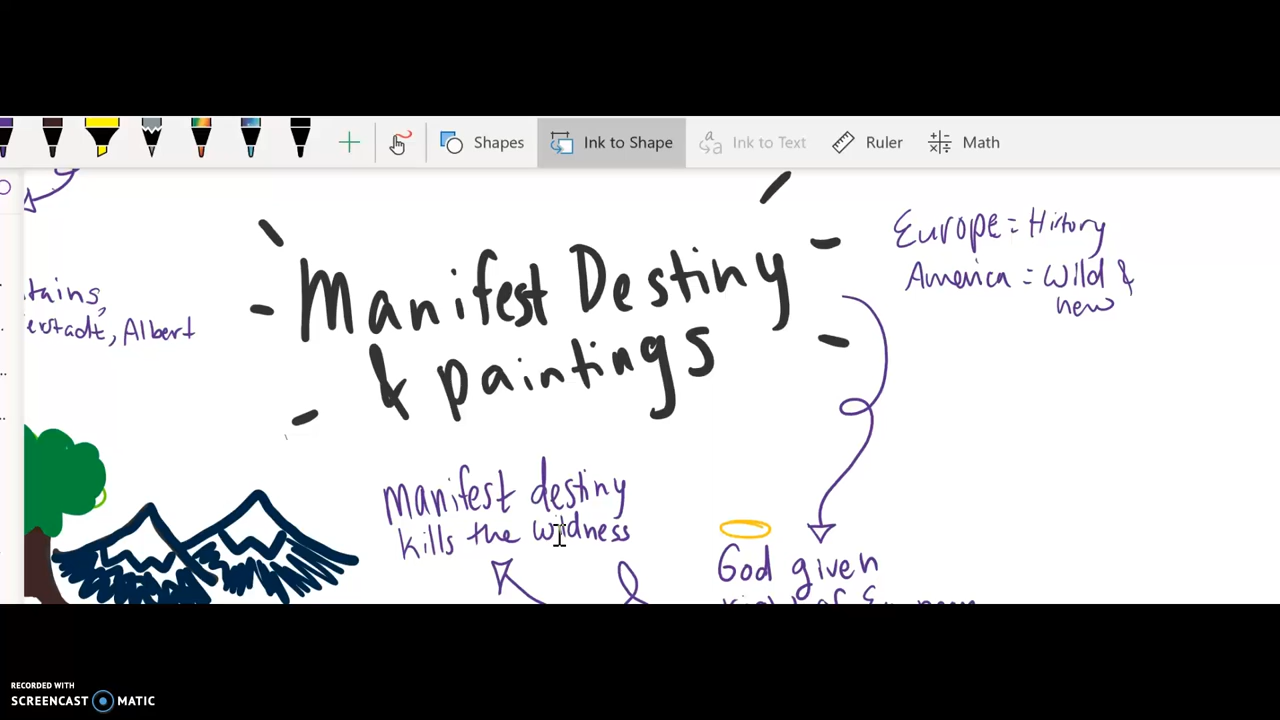 Shapes
Ink to Shape
Ink to Text
Ruler
Math
Europe = History
America = Wild &
new
Manifest Destiny
& paintings
tains,
erstadt, Albert
manifest destiny
kills the wildness
God given
RECORDED WITH
SCREENCAST MATIC